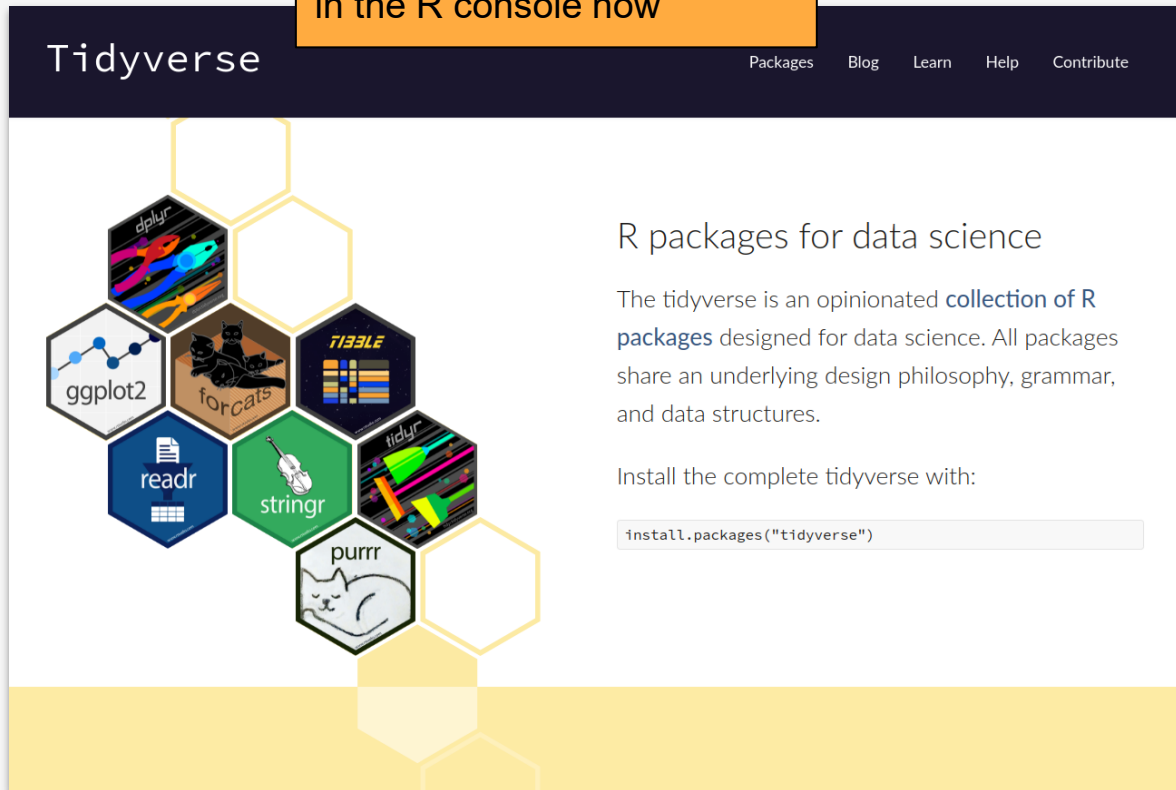 in the R console now
Tidyverse
Packages Blog Learn Help Contribute
dplyr
ggplot2
forcats
TIBBLE
readr
stringr
tidyr
purrr
R packages for data science
The tidyverse is an opinionated collection of R
packages designed for data science. All packages
share an underlying design philosophy, grammar,
and data structures.
Install the complete tidyverse with:
install.packages("tidyverse")